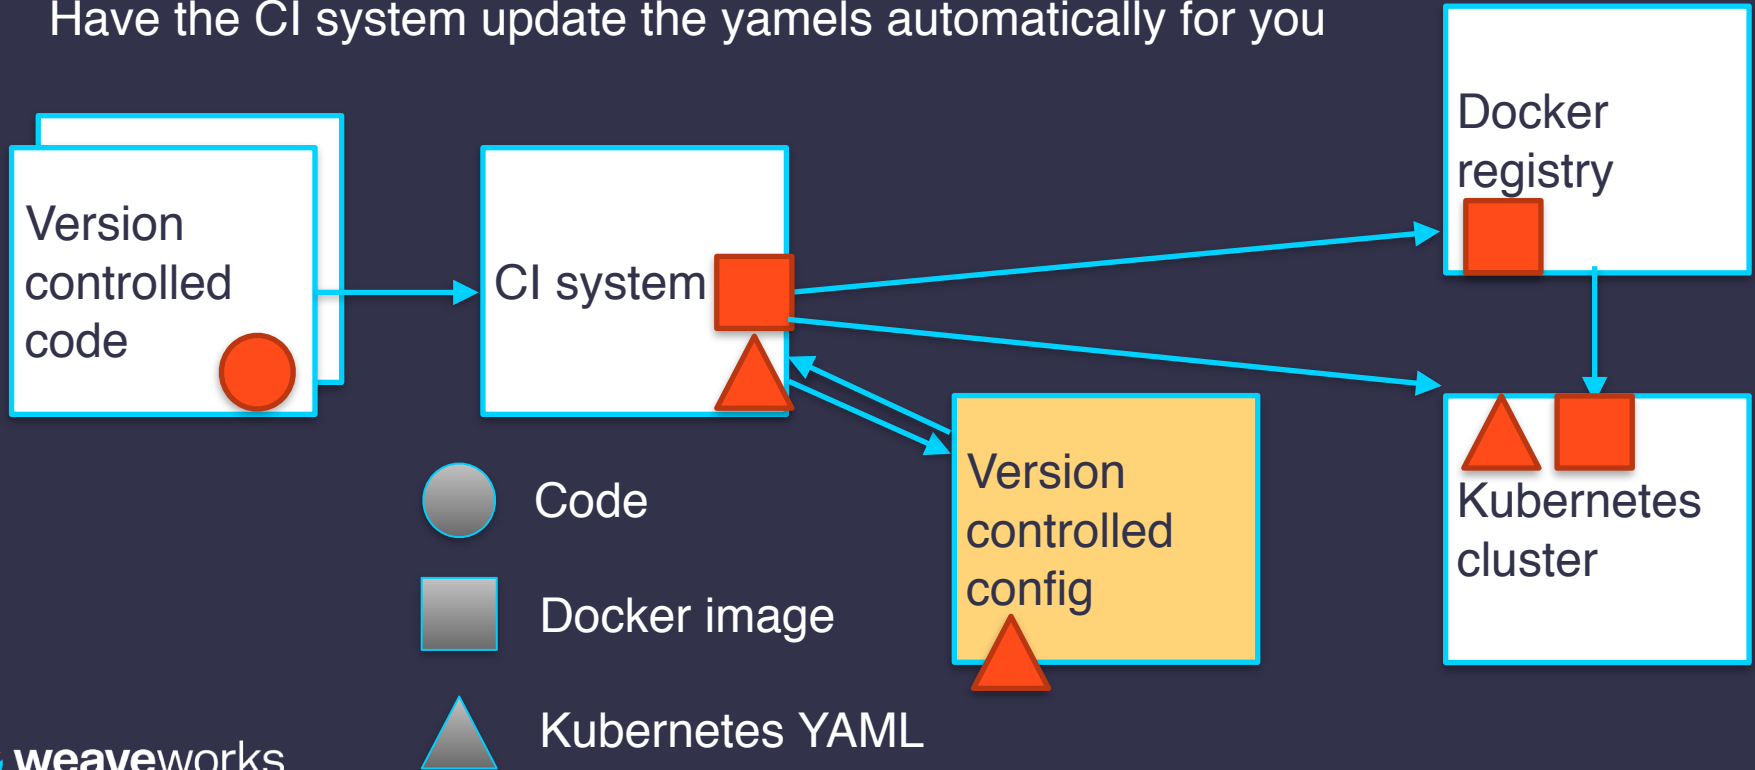 Have the CI system update the yamels automatically for you
Version
controlled
code
CI system
Docker
registry
Version
controlled
config
Kubernetes
cluster
Code
Docker image
Kubernetes YAML
weaveworks